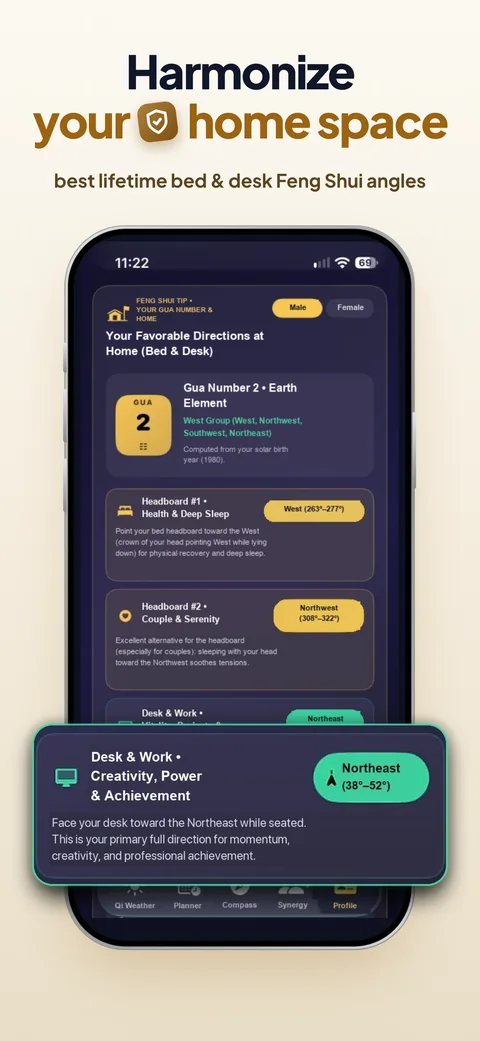 Harmonize
your home space
best lifetime bed & desk Feng Shui angles
11:22
69
FENG SHUI TIP •
YOUR GUA NUMBER &
HOME
Male
Female
Your Favorable Directions at
Home (Bed & Desk)
GUA
2
Gua Number 2 • Earth
Element
West Group (West, Northwest,
Southwest, Northeast)
Computed from your solar birth
year (1980).
Headboard #1 •
Health & Deep Sleep
West (263°–277°)
Point your bed headboard toward the West
(crown of your head pointing West while lying
down) for physical recovery and deep sleep.
Headboard #2 •
Couple & Serenity
Northwest
(308°–322°)
Excellent alternative for the headboard
(especially for couples): sleeping with your head
toward the Northwest soothes tensions.
Desk & Work •
Northeast
Desk & Work •
Creativity, Power
& Achievement
Northeast
(38°–52°)
Face your desk toward the Northeast while seated.
This is your primary full direction for momentum,
creativity, and professional achievement.
Qi Weather
Planner
Compass
Synergy
Profile